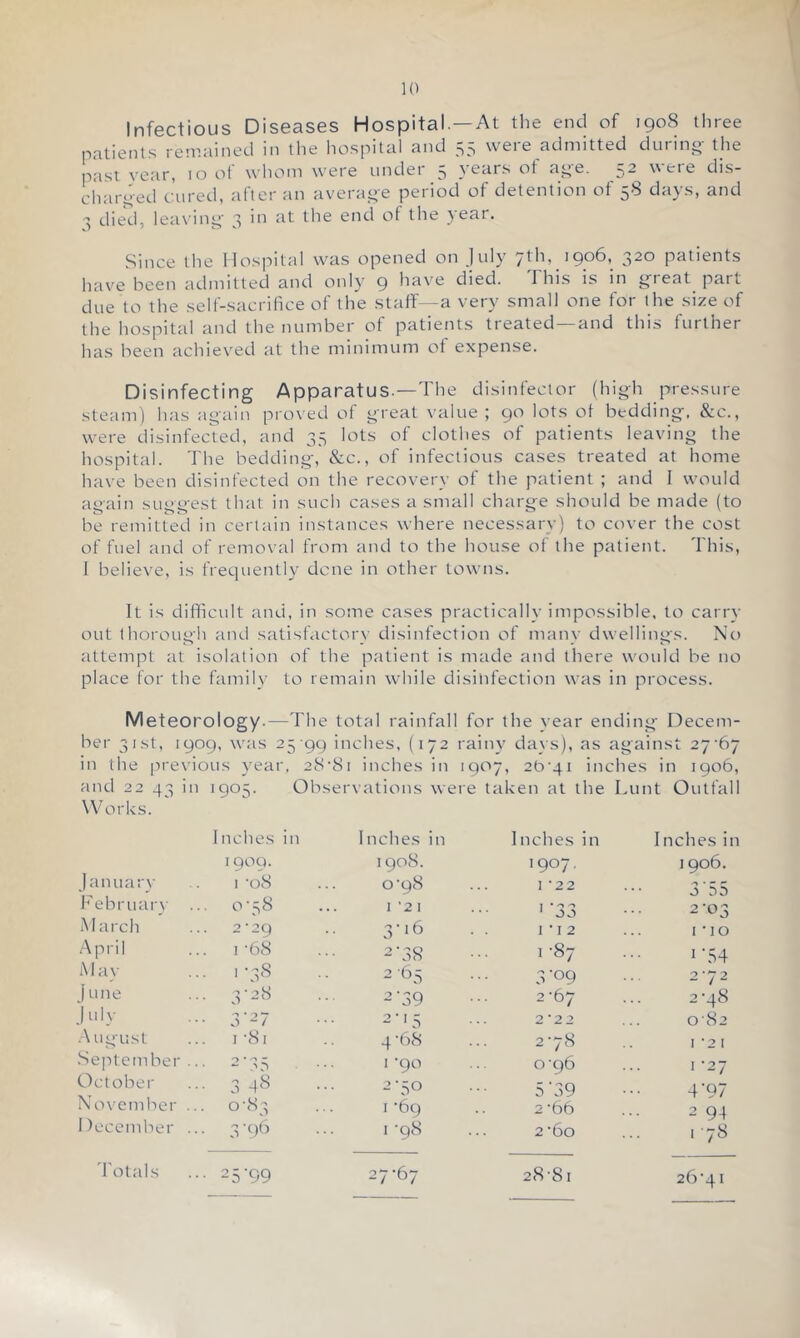 10
Infectious Diseases Hospital.—At the end of 1908 three
patients remained in the hospital and 55 were admitted during the
past year, 10 of whom were under 5 years of age. 52 were dis-
charged cured, after an average period of detention of 58 days, and
3 died, leaving 3 in at the end of the year.
Since the Hospital was opened on July 7th, 1906, 320 patients
have been admitted and only 9 have died. This is in great part
due to the self-sacrifice of the staff—a very small one for the size of
the hospital and the number of patients treated—and this further
has been achieved at the minimum of expense.
Disinfecting Apparatus.—The disinfector (high pressure
steam) has again proved of great value; 90 lots of bedding, &c.,
were disinfected, and 35 lots of clothes of patients leaving the
hospital. The bedding, &c., of infectious cases treated at home
have been disinfected on the recovery of the patient; and I would
again suggest that in such cases a small charge should be made (to
be remitted in certain instances where necessary) to cover the cost
of fuel and of removal from and to the house of the patient. This,
I believe, is frequently done in other towns.
It is difficult and, in some cases practically impossible, to carry
out thorough and satisfactory disinfection of many dwellings. No
attempt at isolation of the patient is made and there would be no
place for the family to remain while disinfection was in process.
Meteorology.—The total rainfall for the year ending Decem-
ber 31st, 1909, was 25·99 inches, (172 rainy days), as against 27·67
in the previous year, 28·81 inches in 1907, 26·41 inches in 1906,
and 22·43 in 1905. Observations were taken at the Lunt Outfall
Works.
Inches in Inches in Inches in Inches in
1909. 1908. 1907. 1906.
January .. 1·08 ... 0·98 ... 1·22 ... 3·55
February ... 0·58 ... 1·21 ... 1·33 ... 2·03
March ... 2·29 .. 3·16 . . 1·12 ... 1·10
April ... 1·68 ... 2·38 ... 1·87 ... 1·54
May ... 1·38 .. 2·65 ... 3·09 ... 2·72
June ... 3·28 ... 2·39 ... 2·67 ... 2·48
July ... 3·27 ... 2·15 ... 2·22 ... 0·82
August ... 1·81 .. 4·68 ... 2·78 .. 1·21
September ... 2·35 ... 1·90 ... 0·96 ... 1·27
October ... 3·48 ... 2·50 ... 5·39 ... 4·97
November ... 0·83 ... 1·69 .. 2·66 ... 2·94
December ... 3·96 ... 1·98 ... 2·60 ... 1·78
Totals ... 25·99 27·67 28·81 26·41